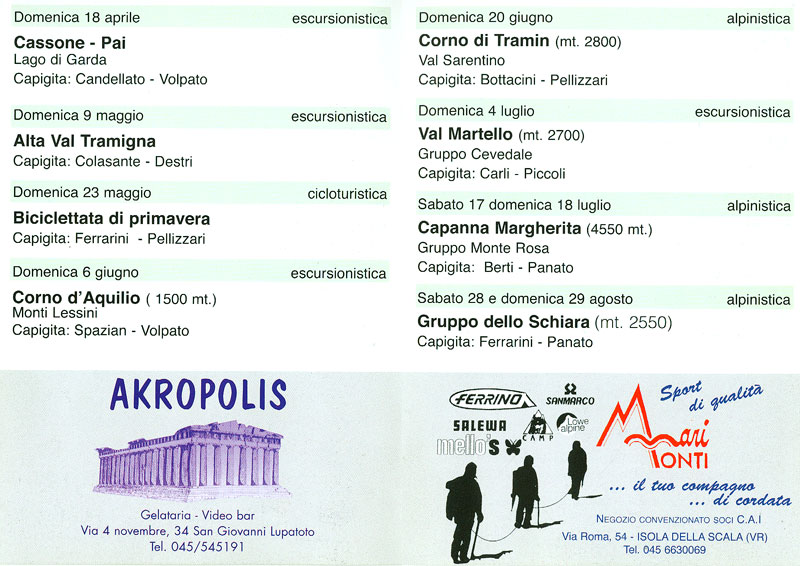 Domenica 18 aprile escursionistica
Cassone - Pai
Lago di Garda
Capigita: Candellato - Volpato
Domenica 9 maggio escursionistica
Alta Val Tramigna
Capigita: Colasante - Destri
Domenica 23 maggio cicloturistica
Biciclettata di primavera
Capigita: Ferrarini - Pellizzari
Domenica 6 giugno escursionistica
Corno d'Aquilio ( 1500 mt.)
Monti Lessini
Capigita: Spazian - Volpato
AKROPOLIS
Gelataria - Video bar
Via 4 novembre, 34 San Giovanni Lupatoto
Tel. 045/545191
Domenica 20 giugno alpinistica
Corno di Tramin (mt. 2800)
Val Sarentino
Capigita: Bottacini - Pellizzari
Domenica 4 luglio escursionistica
Val Martello (mt. 2700)
Gruppo Cevedale
Capigita: Carli - Piccoli
Sabato 17 domenica 18 luglio alpinistica
Capanna Margherita (4550 mt.)
Gruppo Monte Rosa
Capigita: Berti - Panato
Sabato 28 e domenica 29 agosto alpinistica
Gruppo dello Schiara (mt. 2550)
Capigita: Ferrarini - Panato
FERRINO
SANMARCO
SALEWA
CAMP
Lowe alpine
mello's
Sport
di qualità
Mari
Monti
... il tuo compagno
... di cordata
NEGOZIO CONVENZIONATO SOCI C.A.I
Via Roma, 54 - ISOLA DELLA SCALA (VR)
Tel. 045 6630069